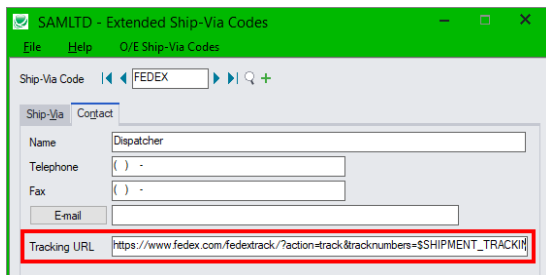 SAMLTD - Extended Ship-Via Codes
File Help O/E Ship-Via Codes
Ship-Via Code FEDEX
Ship-Via Contact
Name Dispatcher
Telephone ( ) -
Fax ( ) -
E-mail
Tracking URL https://www.fedex.com/fedextrack/?action=track&tracknumbers=$SHIPMENT_TRACKIN